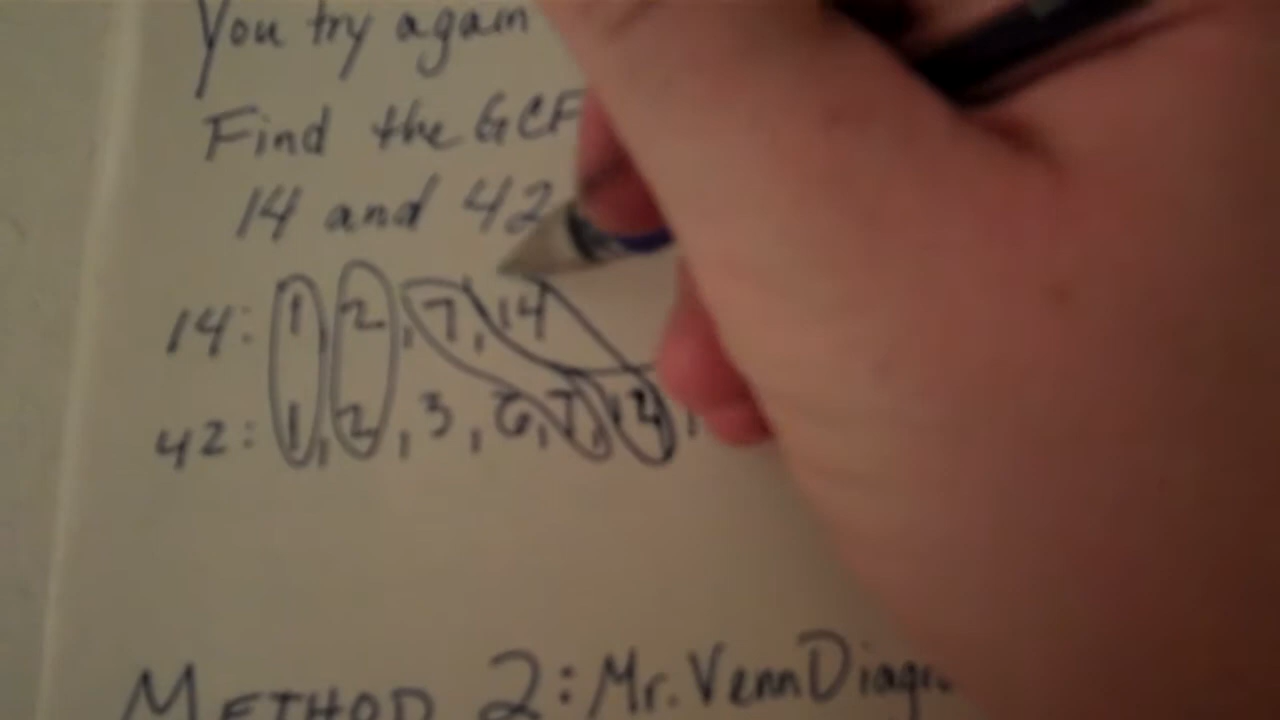 You try again
Find the GCF
14 and 42
14: 1, 2, 7, 14
42: 1, 2, 3, 6, 7, 14,
METHOD 2: Mr. Venn